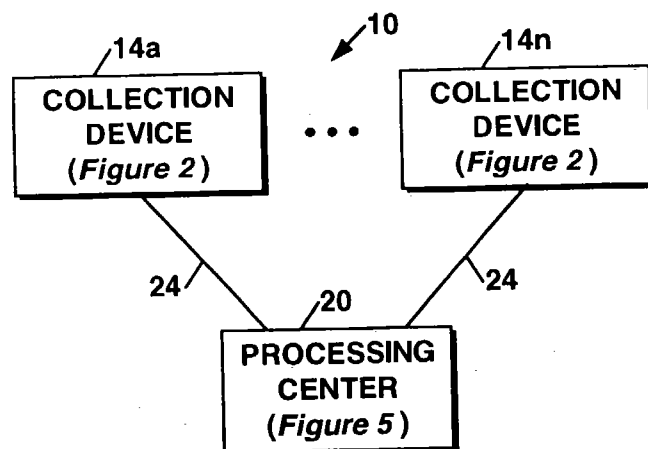 10
14a
14n
COLLECTION
DEVICE
(Figure 2)
• • •
COLLECTION
DEVICE
(Figure 2)
24
24
20
PROCESSING
CENTER
(Figure 5)